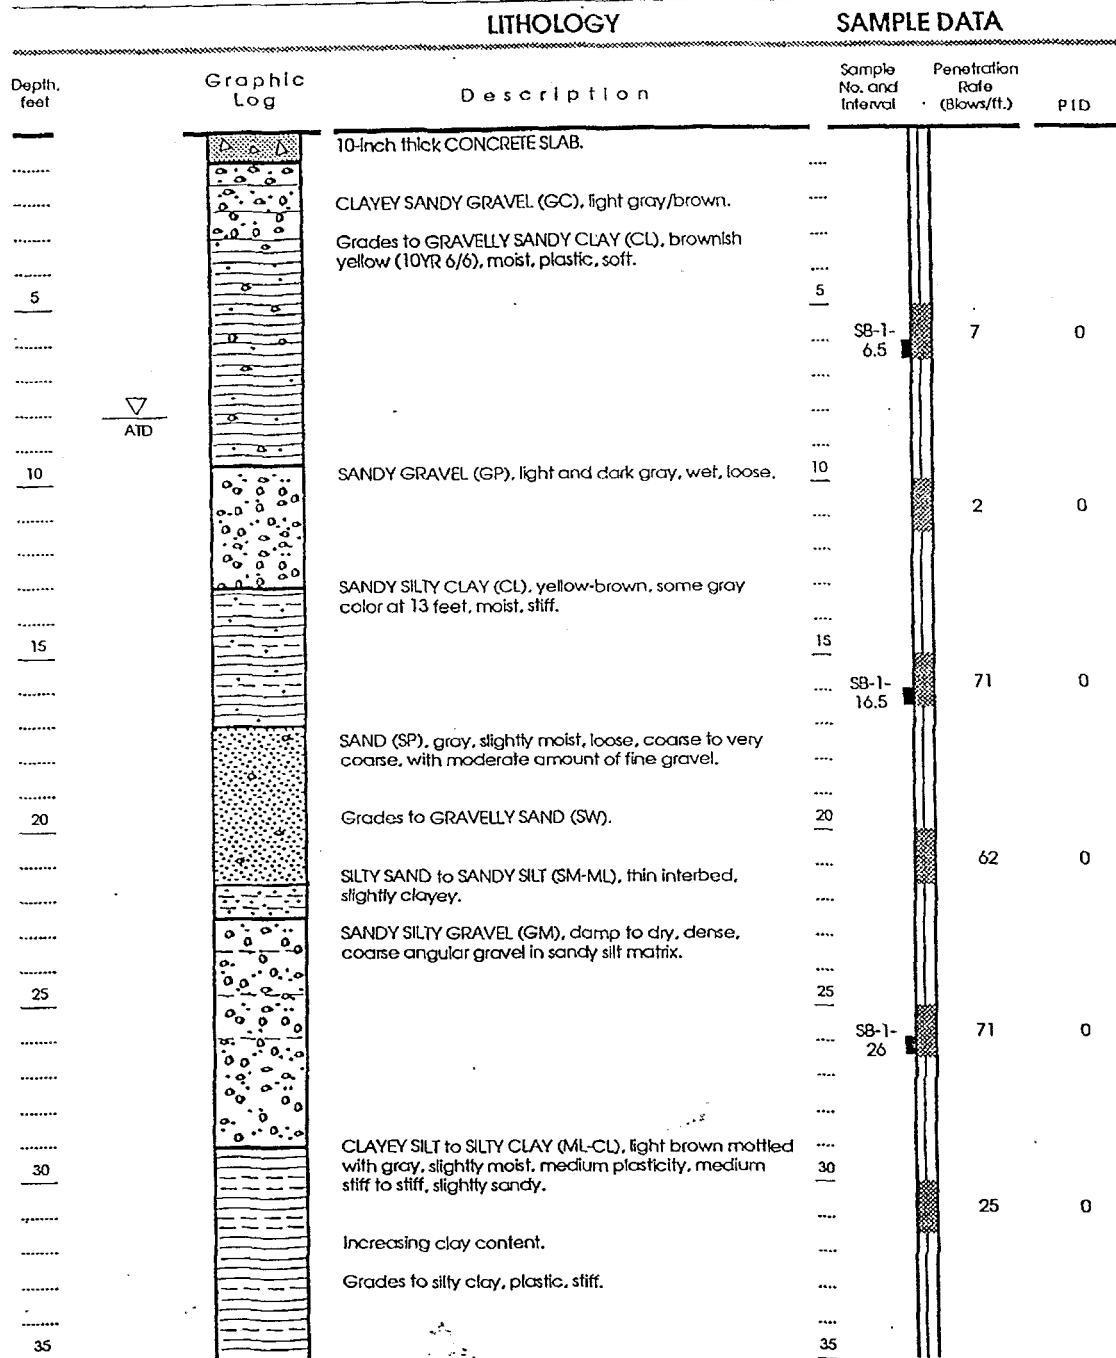 LITHOLOGY SAMPLE DATA
Depth, feet
Graphic Log
Description
Sample No. and Interval
Penetration Rate (Blows/ft.)
PID
10-inch thick CONCRETE SLAB.
CLAYEY SANDY GRAVEL (GC), light gray/brown.
Grades to GRAVELLY SANDY CLAY (CL), brownish
yellow (10YR 6/6), moist, plastic, soft.
5 5
SB-1-
6.5
7 0
ATD
10 SANDY GRAVEL (GP), light and dark gray, wet, loose. 10
2 0
SANDY SILTY CLAY (CL), yellow-brown, some gray
color at 13 feet, moist, stiff.
15 15
SB-1-
16.5
71 0
SAND (SP), gray, slightly moist, loose, coarse to very
coarse, with moderate amount of fine gravel.
20 Grades to GRAVELLY SAND (SW). 20
62 0
SILTY SAND to SANDY SILT (SM-ML), thin interbed,
slightly clayey.
SANDY SILTY GRAVEL (GM), damp to dry, dense,
coarse angular gravel in sandy silt matrix.
25 25
SB-1-
26
71 0
CLAYEY SILT to SILTY CLAY (ML-CL), light brown mottled
30 with gray, slightly moist, medium plasticity, medium 30
stiff to stiff, slightly sandy.
25 0
Increasing clay content.
Grades to silty clay, plastic, stiff.
35 35